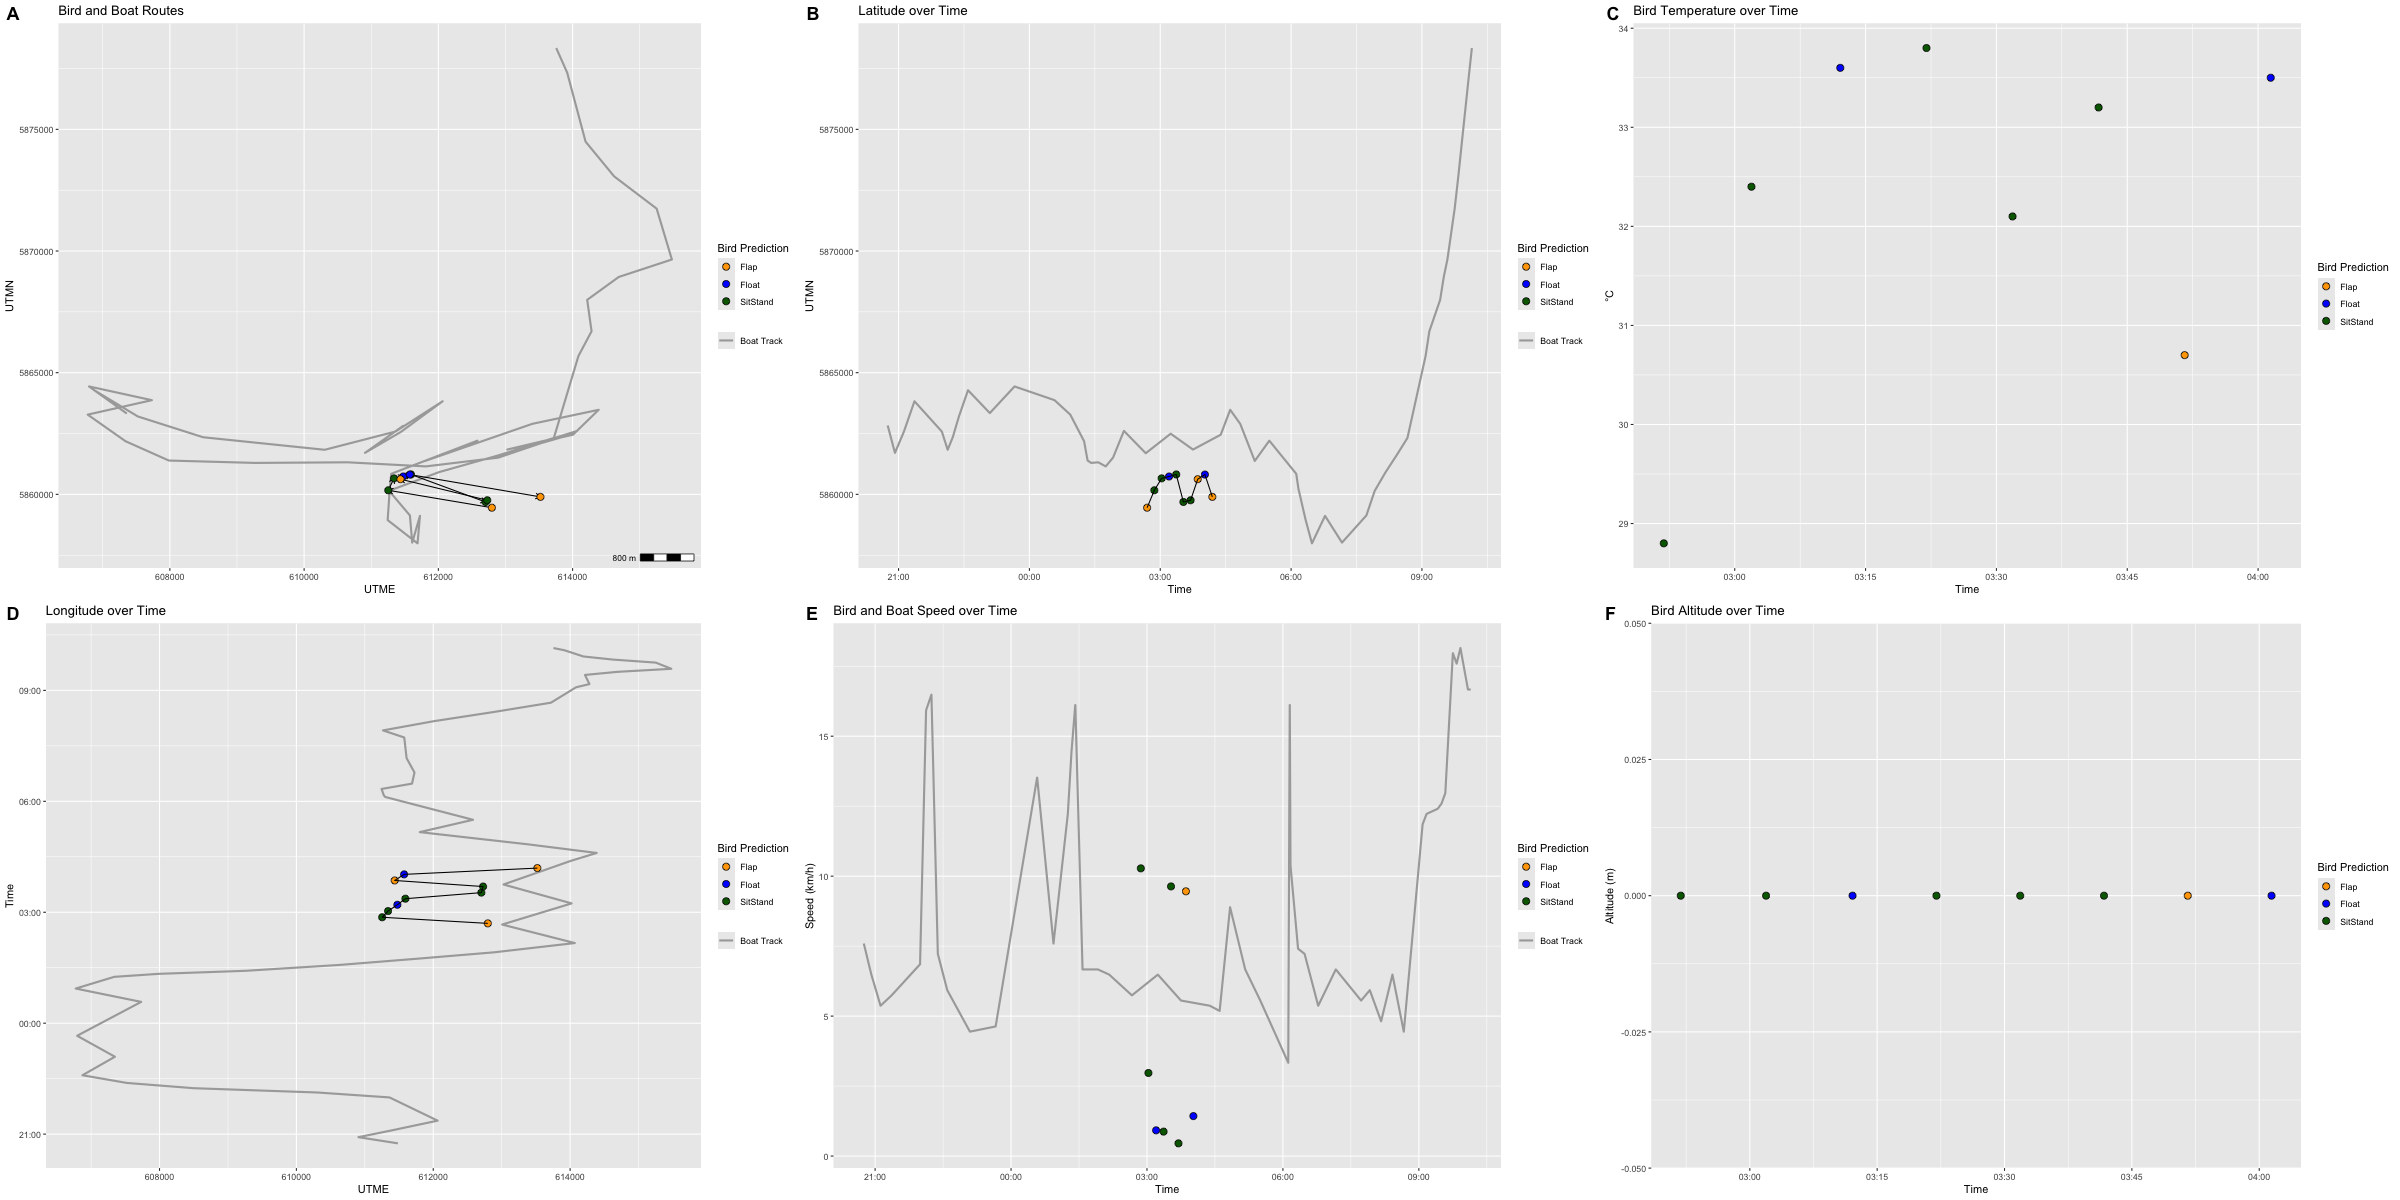 A Bird and Boat Routes
UTMN
5875000
5870000
5865000
5860000
608000 610000 612000 614000
UTME
800 m
Bird Prediction
Flap
Float
SitStand
Boat Track
B Latitude over Time
UTMN
5875000
5870000
5865000
5860000
21:00 00:00 03:00 06:00 09:00
Time
Bird Prediction
Flap
Float
SitStand
Boat Track
C Bird Temperature over Time
°C
34
33
32
31
30
29
03:00 03:15 03:30 03:45 04:00
Time
Bird Prediction
Flap
Float
SitStand
D Longitude over Time
Time
09:00
06:00
03:00
00:00
21:00
608000 610000 612000 614000
UTME
Bird Prediction
Flap
Float
SitStand
Boat Track
E Bird and Boat Speed over Time
Speed (km/h)
15
10
5
0
21:00 00:00 03:00 06:00 09:00
Time
Bird Prediction
Flap
Float
SitStand
Boat Track
F Bird Altitude over Time
Altitude (m)
0.050
0.025
0.000
-0.025
-0.050
03:00 03:15 03:30 03:45 04:00
Time
Bird Prediction
Flap
Float
SitStand